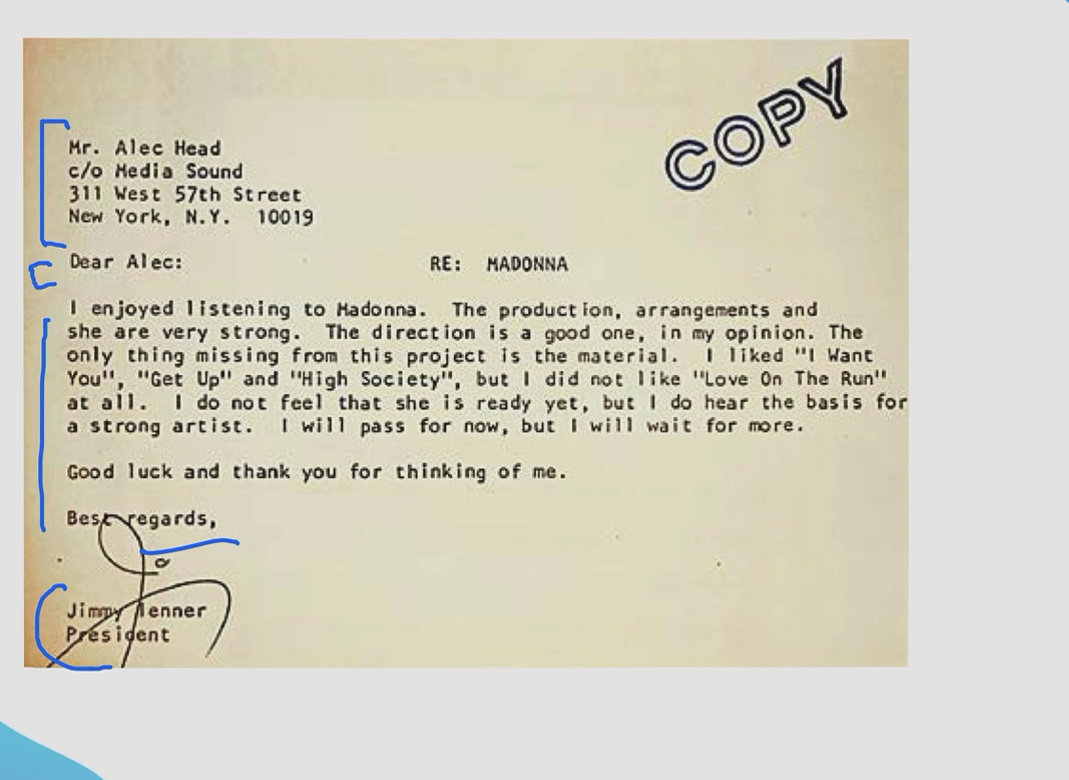 COPY
Mr. Alec Head
c/o Media Sound
311 West 57th Street
New York, N.Y.  10019
Dear Alec: RE:  MADONNA
I enjoyed listening to Madonna.  The production, arrangements and
she are very strong.  The direction is a good one, in my opinion. The
only thing missing from this project is the material.  I liked "I Want
You", "Get Up" and "High Society", but I did not like "Love On The Run"
at all.  I do not feel that she is ready yet, but I do hear the basis for
a strong artist.  I will pass for now, but I will wait for more.
Good luck and thank you for thinking of me.
Best regards,
Jimmy Ienner
President